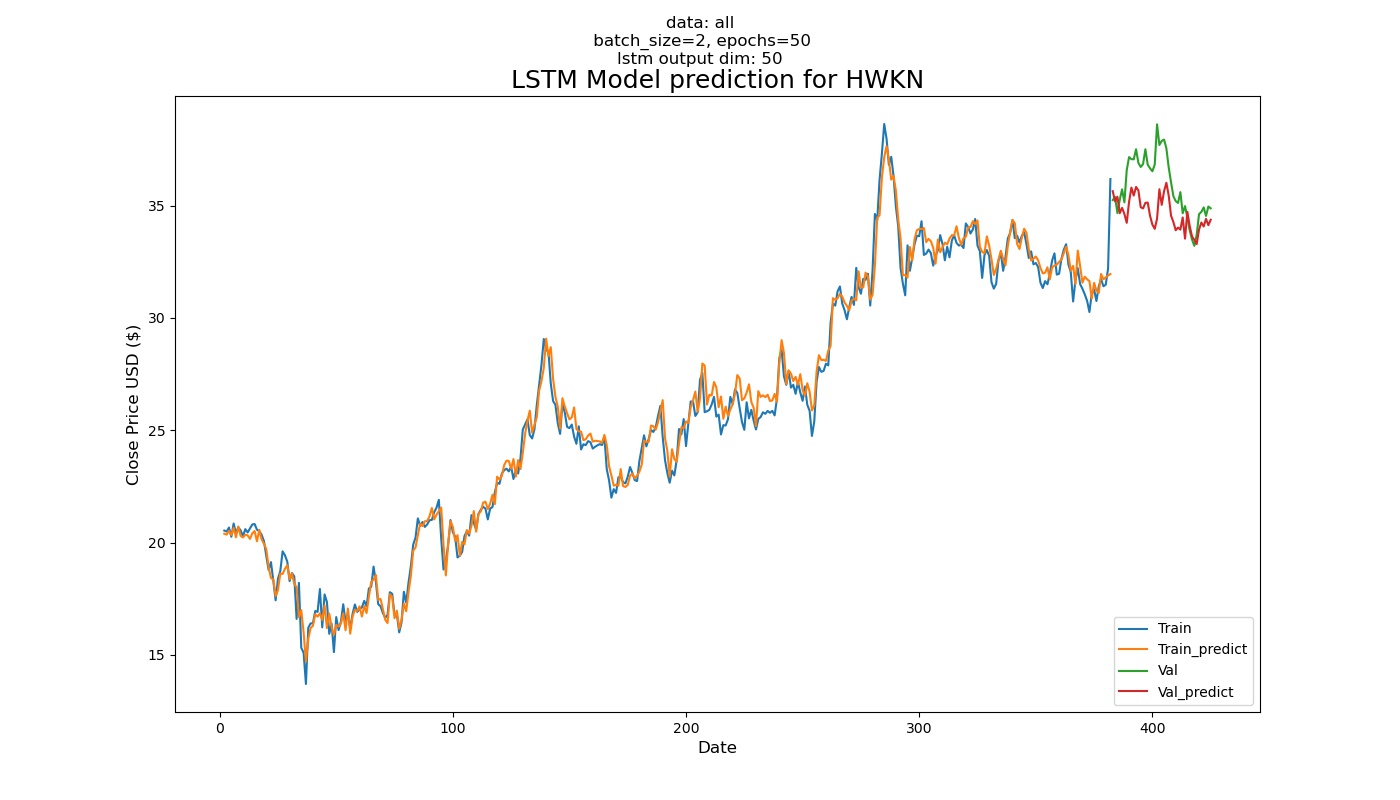 data: all
batch_size=2, epochs=50
lstm output dim: 50
LSTM Model prediction for HWKN
Close Price USD ($)
35
30
25
20
15
0
100
200
300
400
Date
Train
Train_predict
Val
Val_predict